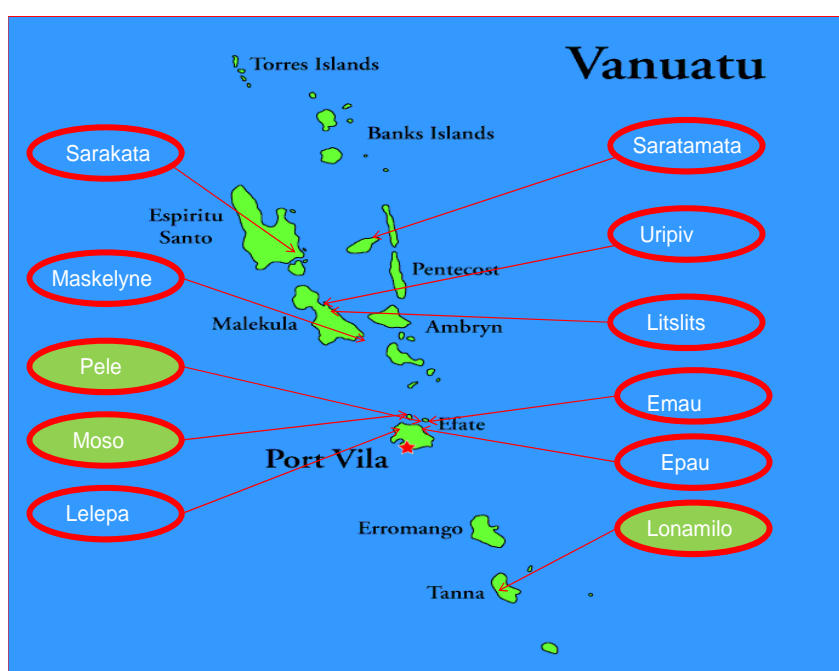 Vanuatu
Torres Islands
Banks Islands
Sarakata
Saratamata
Espiritu
Santo
Uripiv
Maskelyne
Pentecost
Malekula
Ambryn
Litslits
Pele
Emau
Moso
Efate
Port Vila
Epau
Lelepa
Erromango
Lonamilo
Tanna